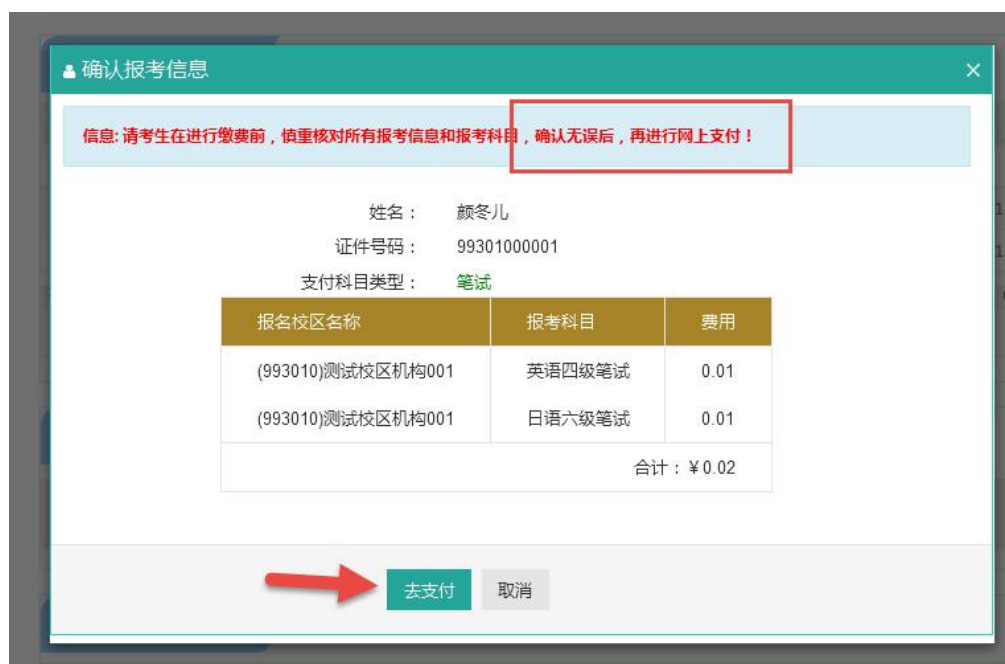 确认报考信息
信息: 请考生在进行缴费前，慎重核对所有报考信息和报考科目，确认无误后，再进行网上支付！
姓名： 颜冬儿
证件号码： 99301000001
支付科目类型： 笔试
报名校区名称 报考科目 费用
(993010)测试校区机构001 英语四级笔试 0.01
(993010)测试校区机构001 日语六级笔试 0.01
合计：￥0.02
去支付 取消